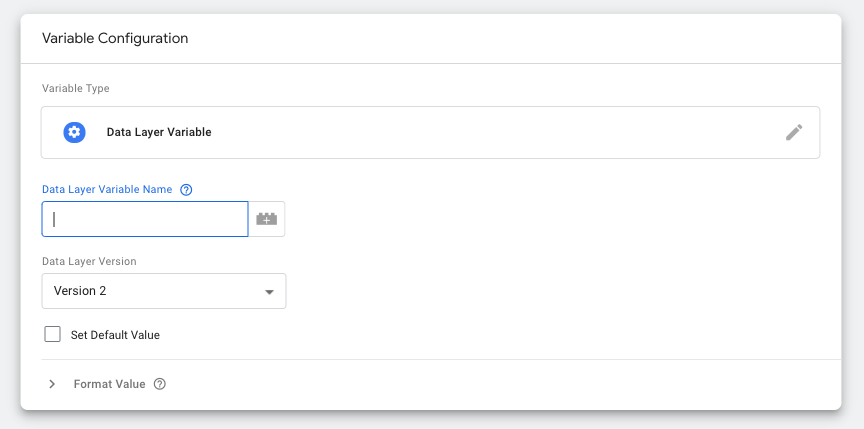 Variable Configuration
Variable Type
Data Layer Variable
Data Layer Variable Name
Data Layer Version
Version 2
Set Default Value
Format Value